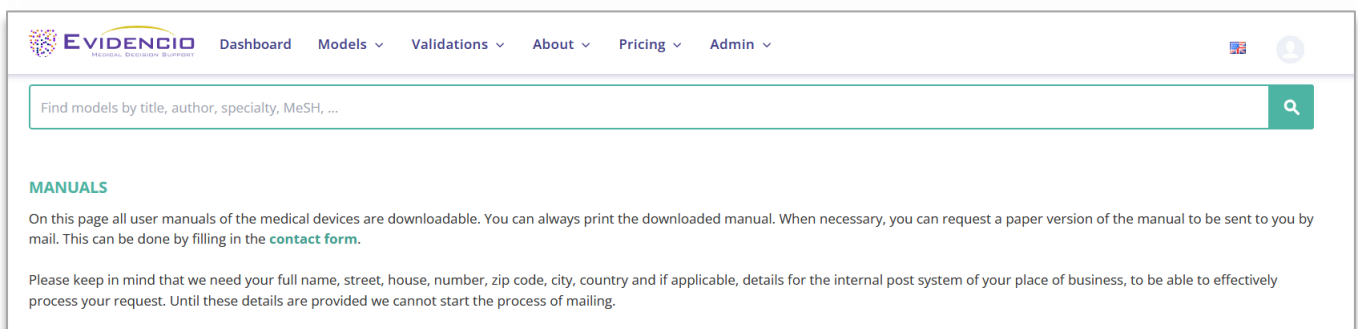 EVIDENCIO
MEDICAL DECISION SUPPORT
Dashboard Models Validations About Pricing Admin
Find models by title, author, specialty, MeSH, ...
MANUALS
On this page all user manuals of the medical devices are downloadable. You can always print the downloaded manual. When necessary, you can request a paper version of the manual to be sent to you by
mail. This can be done by filling in the contact form.
Please keep in mind that we need your full name, street, house, number, zip code, city, country and if applicable, details for the internal post system of your place of business, to be able to effectively
process your request. Until these details are provided we cannot start the process of mailing.